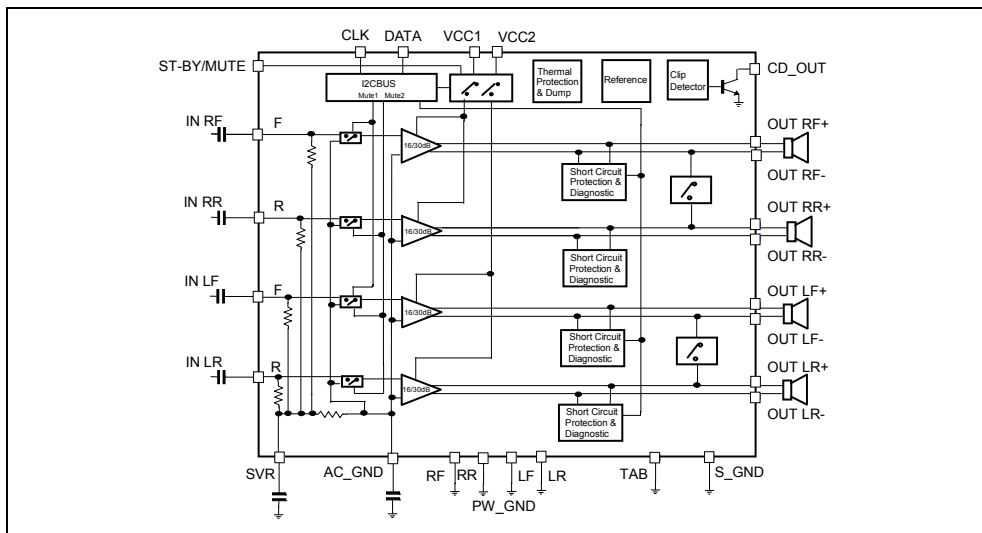 CLK DATA VCC1 VCC2
ST-BY/MUTE
CD_OUT
I2CBUS
Mute1 Mute2
Thermal
Protection
& Dump
Reference
Clip
Detector
IN RF
F
16/30dB
OUT RF+
OUT RF-
Short Circuit
Protection &
Diagnostic
IN RR
R
16/30dB
OUT RR+
OUT RR-
Short Circuit
Protection &
Diagnostic
IN LF
F
16/30dB
OUT LF+
OUT LF-
Short Circuit
Protection &
Diagnostic
IN LR
R
16/30dB
OUT LR+
OUT LR-
Short Circuit
Protection &
Diagnostic
SVR AC_GND RF RR LF LR TAB S_GND
PW_GND